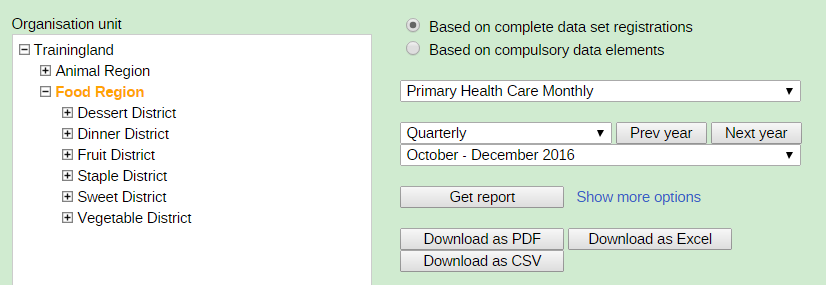 Organisation unit
Trainingland
Animal Region
Food Region
Dessert District
Dinner District
Fruit District
Staple District
Sweet District
Vegetable District
Based on complete data set registrations
Based on compulsory data elements
Primary Health Care Monthly
Quarterly Prev year Next year
October - December 2016
Get report Show more options
Download as PDF Download as Excel
Download as CSV